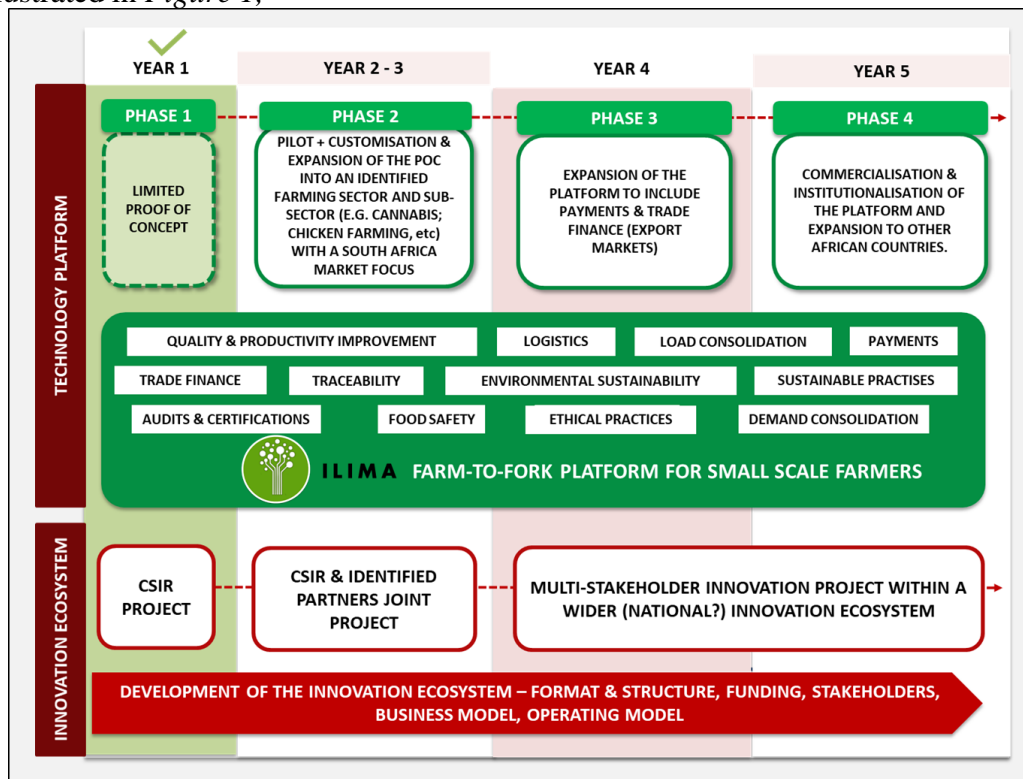 ustrated in Figure 1,
YEAR 1
YEAR 2 - 3
YEAR 4
YEAR 5
TECHNOLOGY PLATFORM
PHASE 1
PHASE 2
PHASE 3
PHASE 4
LIMITED
PROOF OF
CONCEPT
PILOT + CUSTOMISATION &
EXPANSION OF THE POC
INTO AN IDENTIFIED
FARMING SECTOR AND SUB-
SECTOR (E.G. CANNABIS;
CHICKEN FARMING, etc)
WITH A SOUTH AFRICA
MARKET FOCUS
EXPANSION OF THE
PLATFORM TO INCLUDE
PAYMENTS & TRADE
FINANCE (EXPORT
MARKETS)
COMMERCIALISATION &
INSTITUTIONALISATION OF
THE PLATFORM AND
EXPANSION TO OTHER
AFRICAN COUNTRIES.
QUALITY & PRODUCTIVITY IMPROVEMENT
LOGISTICS
LOAD CONSOLIDATION
PAYMENTS
TRADE FINANCE
TRACEABILITY
ENVIRONMENTAL SUSTAINABILITY
SUSTAINABLE PRACTISES
AUDITS & CERTIFICATIONS
FOOD SAFETY
ETHICAL PRACTICES
DEMAND CONSOLIDATION
ILIMA FARM-TO-FORK PLATFORM FOR SMALL SCALE FARMERS
INNOVATION ECOSYSTEM
CSIR
PROJECT
CSIR & IDENTIFIED
PARTNERS JOINT
PROJECT
MULTI-STAKEHOLDER INNOVATION PROJECT WITHIN A
WIDER (NATIONAL?) INNOVATION ECOSYSTEM
DEVELOPMENT OF THE INNOVATION ECOSYSTEM – FORMAT & STRUCTURE, FUNDING, STAKEHOLDERS,
BUSINESS MODEL, OPERATING MODEL